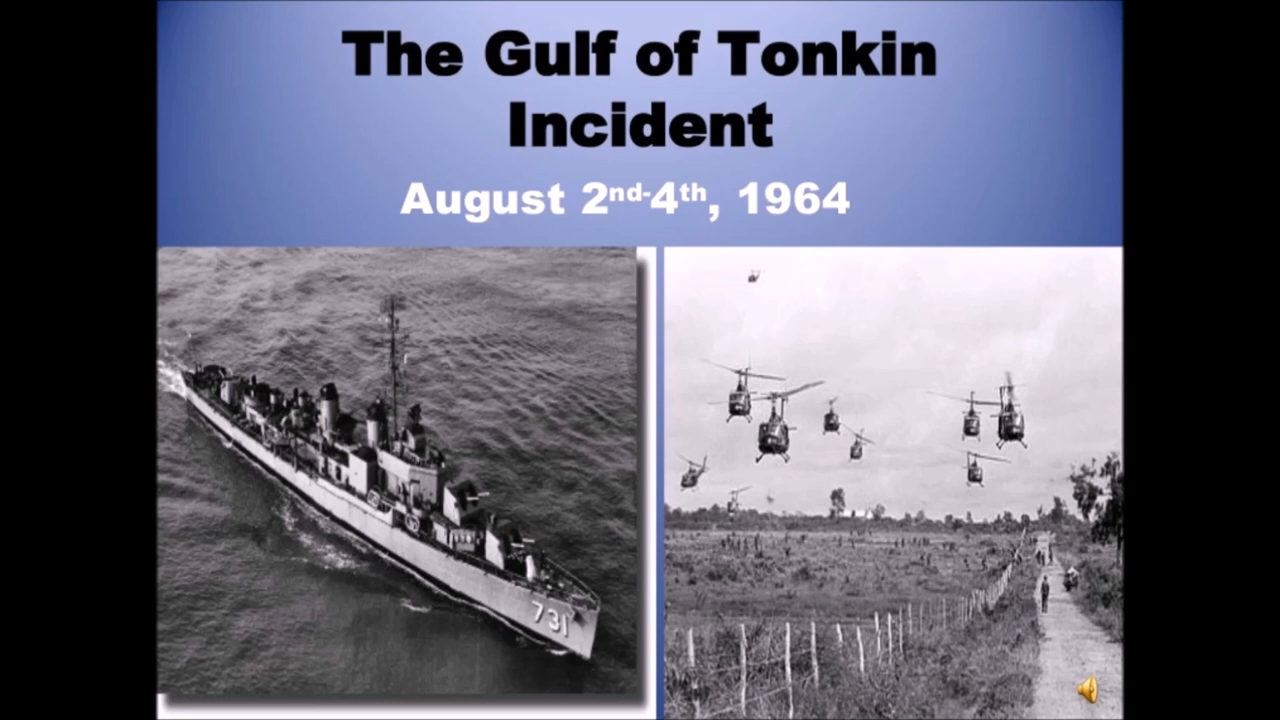 The Gulf of Tonkin
Incident
August 2nd-4th, 1964
731